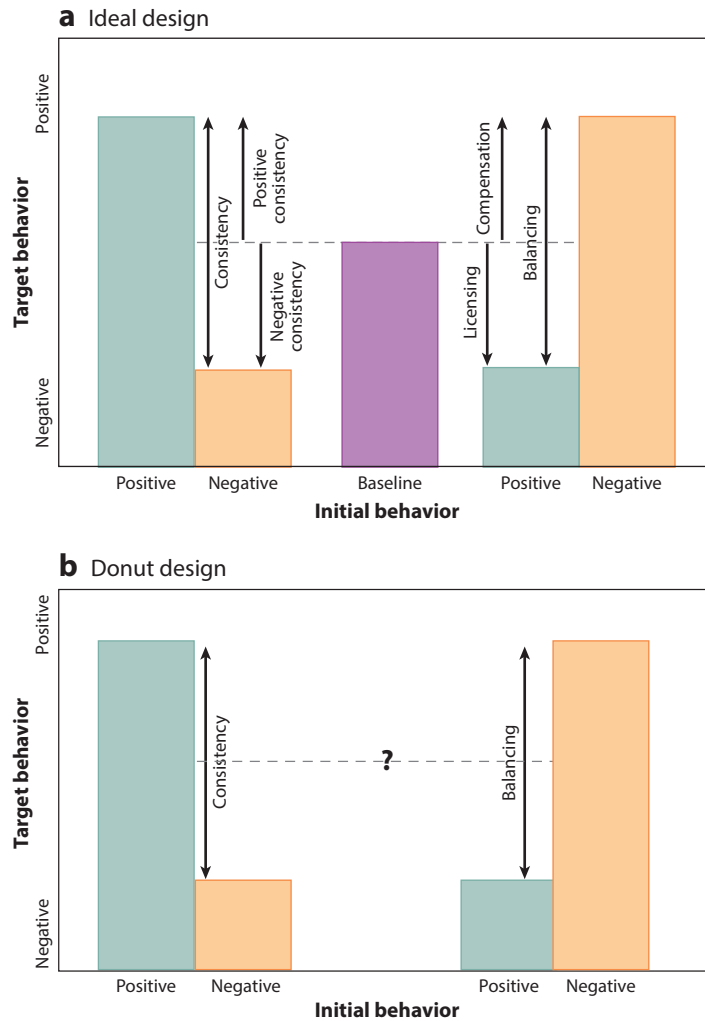 a Ideal design
Positive
Negative
Target behavior
Consistency
Positive
consistency
Negative
consistency
Licensing
Compensation
Balancing
Positive
Negative
Baseline
Positive
Negative
Initial behavior
b Donut design
Positive
Negative
Target behavior
Consistency
?
Balancing
Positive
Negative
Positive
Negative
Initial behavior